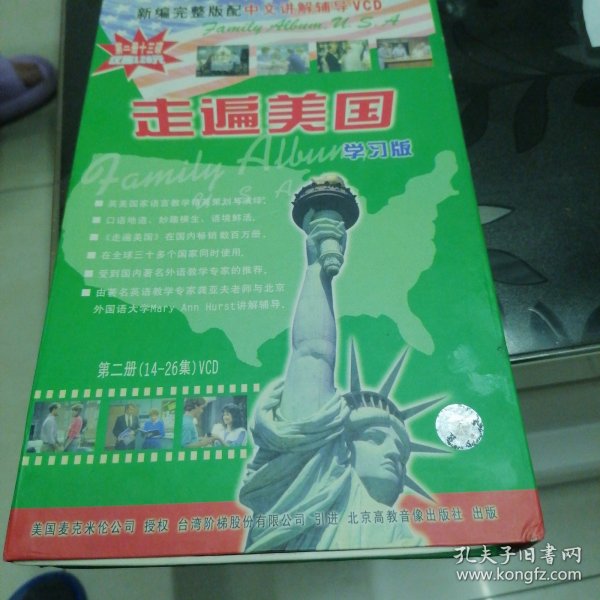 新编完整版配中文讲解辅导VCD
Family Album, U.S.A
第二册十三碟
走遍美国
学习版
Family Album
U S A
■ 英美国家语言教学
口语地道、妙趣横生、语境鲜活。
《走遍美国》在国内畅销数百万册。
在全球三十多个国家同时使用.
受到国内著名外语教学专家的推荐。
由著名英语教学专家龚亚夫老师与北京
外国语大学Mary Ann Hurst讲解辅导.
第二册(14-26集)VCD
美国麦克米伦公司 授权 台湾阶梯股份有限公司 引进 北京高教音像出版社 出版
孔夫子旧书网
www.kongfz.com